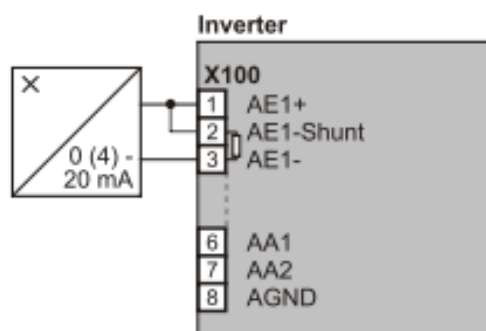 Inverter
X100
1 AE1+
2 AE1-Shunt
3 AE1-
0 (4) -
20 mA
6 AA1
7 AA2
8 AGND